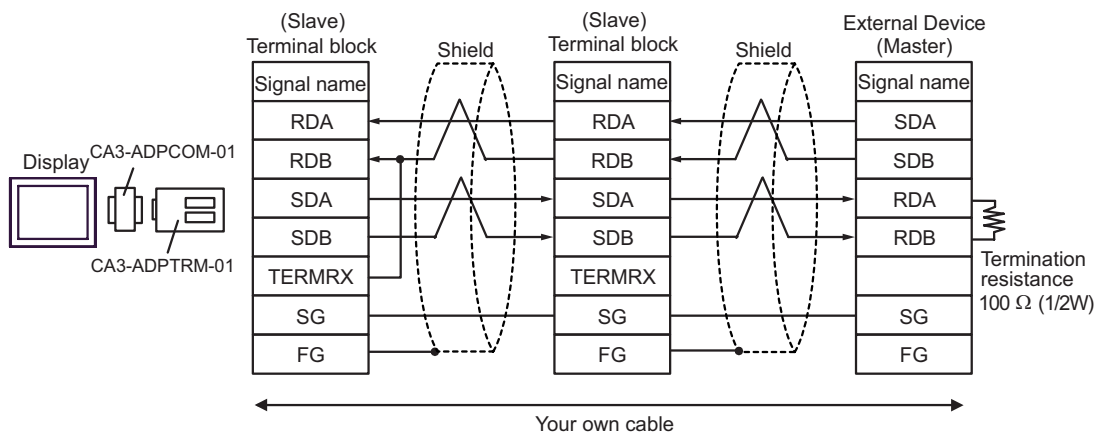 (Slave)
Terminal block
Shield
(Slave)
Terminal block
Shield
External Device
(Master)
Signal name
Signal name
Signal name
RDA
RDA
SDA
RDB
RDB
SDB
Display
CA3-ADPCOM-01
SDA
SDA
RDA
SDB
SDB
RDB
CA3-ADPTRM-01
TERMRX
TERMRX
Termination
resistance
100 Ω (1/2W)
SG
SG
SG
FG
FG
FG
Your own cable